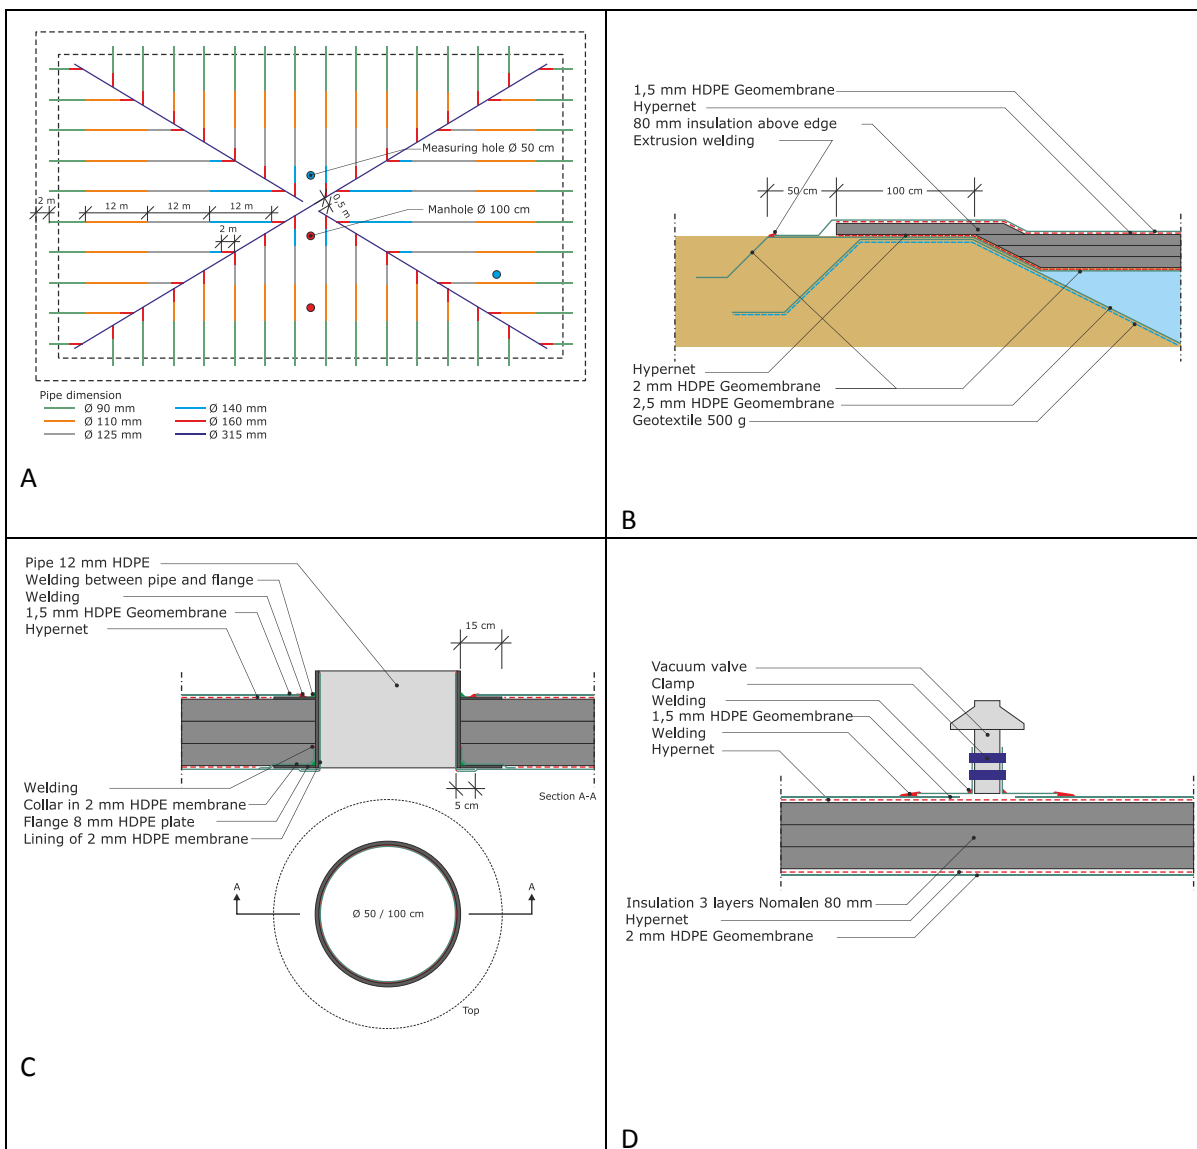 Measuring hole Ø 50 cm
2 m
12 m
12 m
12 m
0,5 m
Manhole Ø 100 cm
2 m
Pipe dimension
Ø 90 mm
Ø 140 mm
Ø 110 mm
Ø 160 mm
Ø 125 mm
Ø 315 mm
A
1,5 mm HDPE Geomembrane
Hypernet
80 mm insulation above edge
Extrusion welding
50 cm
100 cm
Hypernet
2 mm HDPE Geomembrane
2,5 mm HDPE Geomembrane
Geotextile 500 g
B
Pipe 12 mm HDPE
Welding between pipe and flange
Welding
1,5 mm HDPE Geomembrane
Hypernet
15 cm
Welding
Collar in 2 mm HDPE membrane
Flange 8 mm HDPE plate
Lining of 2 mm HDPE membrane
5 cm
Section A-A
A
A
Ø 50 / 100 cm
Top
C
Vacuum valve
Clamp
Welding
1,5 mm HDPE Geomembrane
Welding
Hypernet
Insulation 3 layers Nomalen 80 mm
Hypernet
2 mm HDPE Geomembrane
D